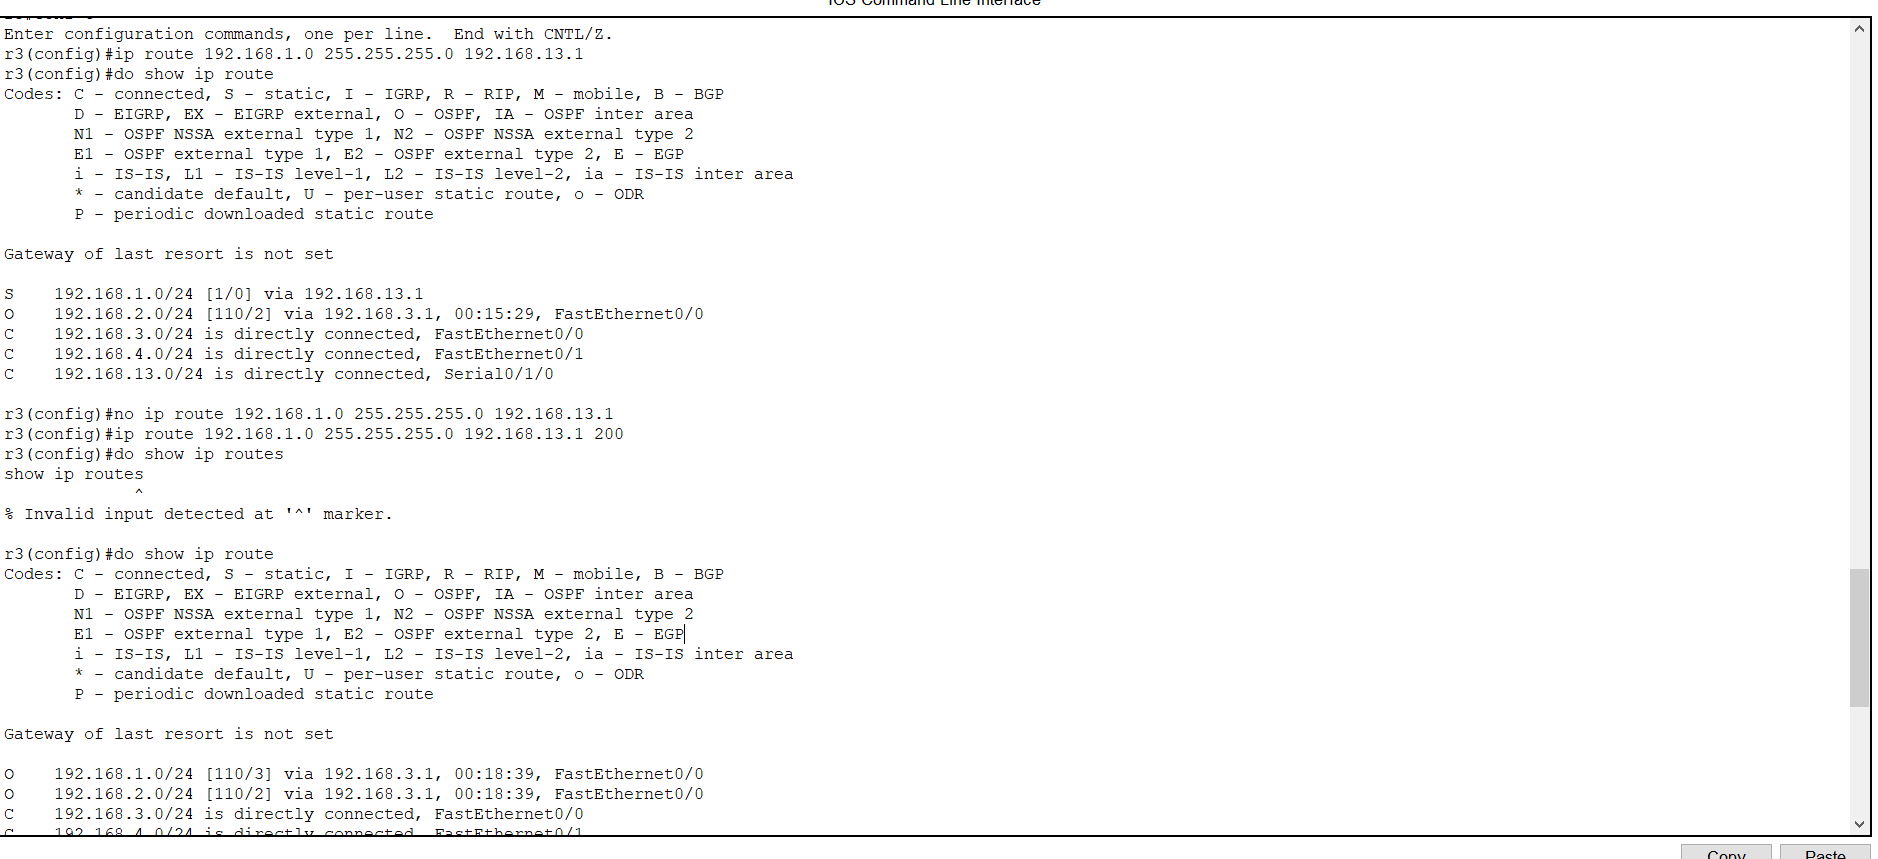 IOS Command Line Interface
Enter configuration commands, one per line.  End with CNTL/Z.
r3(config)#ip route 192.168.1.0 255.255.255.0 192.168.13.1
r3(config)#do show ip route
Codes: C - connected, S - static, I - IGRP, R - RIP, M - mobile, B - BGP
       D - EIGRP, EX - EIGRP external, O - OSPF, IA - OSPF inter area
       N1 - OSPF NSSA external type 1, N2 - OSPF NSSA external type 2
       E1 - OSPF external type 1, E2 - OSPF external type 2, E - EGP
       i - IS-IS, L1 - IS-IS level-1, L2 - IS-IS level-2, ia - IS-IS inter area
       * - candidate default, U - per-user static route, o - ODR
       P - periodic downloaded static route
Gateway of last resort is not set
S    192.168.1.0/24 [1/0] via 192.168.13.1
O    192.168.2.0/24 [110/2] via 192.168.3.1, 00:15:29, FastEthernet0/0
C    192.168.3.0/24 is directly connected, FastEthernet0/0
C    192.168.4.0/24 is directly connected, FastEthernet0/1
C    192.168.13.0/24 is directly connected, Serial0/1/0
r3(config)#no ip route 192.168.1.0 255.255.255.0 192.168.13.1
r3(config)#ip route 192.168.1.0 255.255.255.0 192.168.13.1 200
r3(config)#do show ip routes
show ip routes
             ^
% Invalid input detected at '^' marker.
r3(config)#do show ip route
Codes: C - connected, S - static, I - IGRP, R - RIP, M - mobile, B - BGP
       D - EIGRP, EX - EIGRP external, O - OSPF, IA - OSPF inter area
       N1 - OSPF NSSA external type 1, N2 - OSPF NSSA external type 2
       E1 - OSPF external type 1, E2 - OSPF external type 2, E - EGP
       i - IS-IS, L1 - IS-IS level-1, L2 - IS-IS level-2, ia - IS-IS inter area
       * - candidate default, U - per-user static route, o - ODR
       P - periodic downloaded static route
Gateway of last resort is not set
O    192.168.1.0/24 [110/3] via 192.168.3.1, 00:18:39, FastEthernet0/0
O    192.168.2.0/24 [110/2] via 192.168.3.1, 00:18:39, FastEthernet0/0
C    192.168.3.0/24 is directly connected, FastEthernet0/0
C    192.168.4.0/24 is directly connected, FastEthernet0/1
Copy
Paste